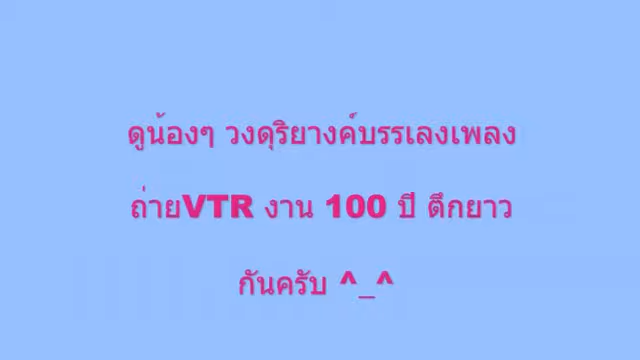 ดูน้องๆ วงดุริยางค์บรรเลงเพลง
ถ่ายVTR งาน 100 ปี ตึกยาว
กันครับ ^_^